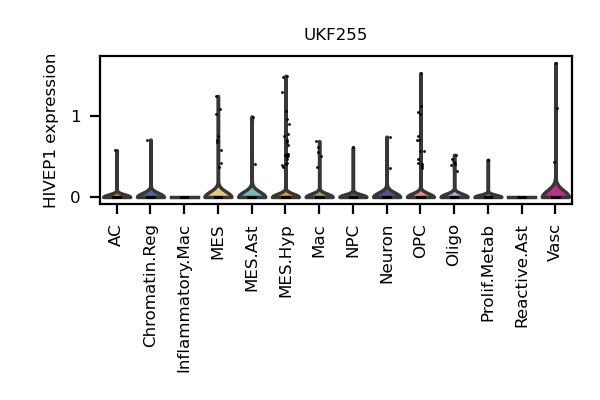 UKF255
HIVEP1 expression
1
0
AC
Chromatin.Reg
Inflammatory.Mac
MES
MES.Ast
MES.Hyp
Mac
NPC
Neuron
OPC
Oligo
Prolif.Metab
Reactive.Ast
Vasc